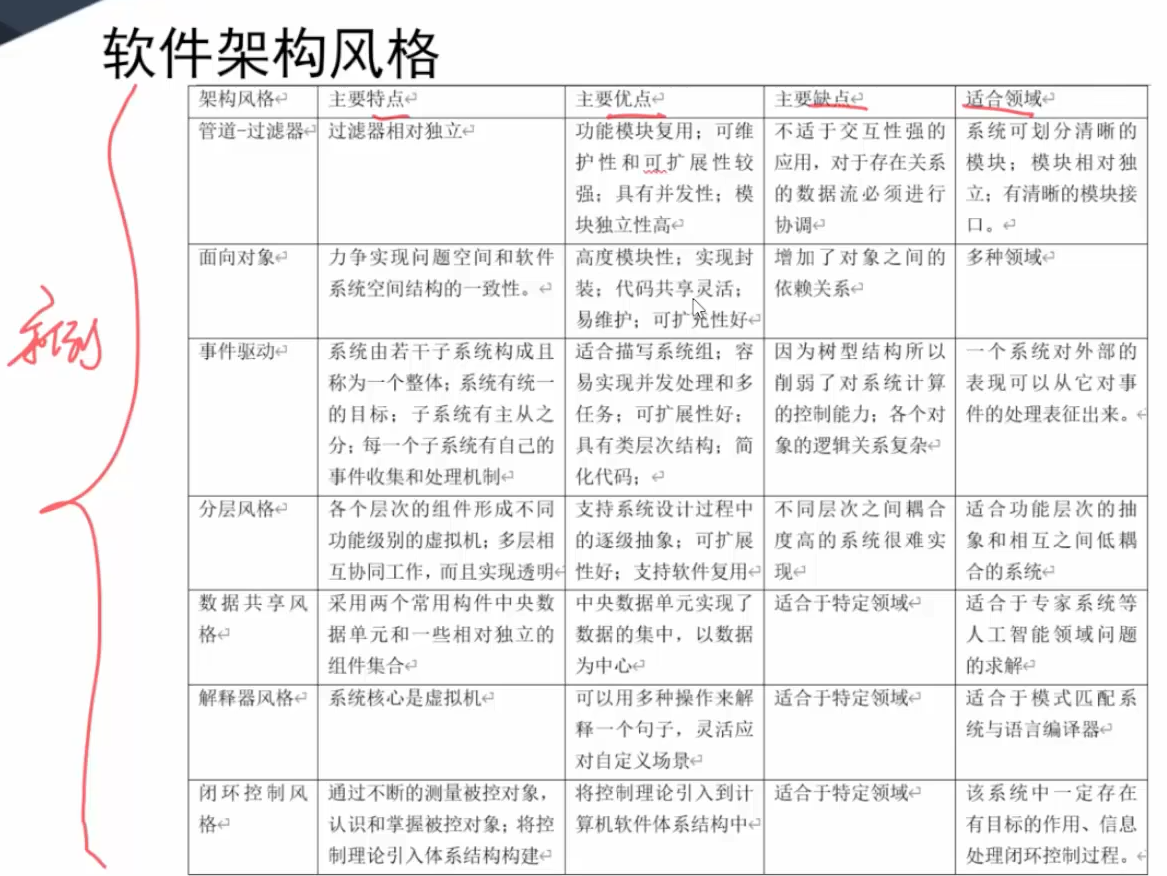 软件架构风格
架构风格 主要特点 主要优点 主要缺点 适合领域
管道-过滤器 过滤器相对独立 功能模块复用；可维护性和可扩展性较强；具有并发性；模块独立性高 不适于交互性强的应用，对于存在关系的数据流必须进行协调 系统可划分清晰的模块；模块相对独立；有清晰的模块接口。
面向对象 力争实现问题空间和软件系统空间结构的一致性。 高度模块性；实现封装；代码共享灵活；易维护；可扩充性好 增加了对象之间的依赖关系 多种领域
事件驱动 系统由若干子系统构成且称为一个整体；系统有统一的目标；子系统有主从之分；每一个子系统有自己的事件收集和处理机制 适合描写系统组；容易实现并发处理和多任务；可扩展性好；具有类层次结构；简化代码； 因为树型结构所以削弱了对系统计算的控制能力；各个对象的逻辑关系复杂 一个系统对外部的表现可以从它对事件的处理表征出来。
分层风格 各个层次的组件形成不同功能级别的虚拟机；多层相互协同工作，而且实现透明 支持系统设计过程中的逐级抽象；可扩展性好；支持软件复用 不同层次之间耦合度高的系统很难实现 适合功能层次的抽象和相互之间低耦合的系统
数据共享风格 采用两个常用构件中央数据单元和一些相对独立的组件集合 中央数据单元实现了数据的集中，以数据为中心 适合于特定领域 适合于专家系统等人工智能领域问题的求解
解释器风格 系统核心是虚拟机 可以用多种操作来解释一个句子，灵活应对自定义场景 适合于特定领域 适合于模式匹配系统与语言编译器
闭环控制风格 通过不断的测量被控对象，认识和掌握被控对象；将控制理论引入体系结构构建 将控制理论引入到计算机软件体系结构中 适合于特定领域 该系统中一定存在有目标的作用、信息处理闭环控制过程。